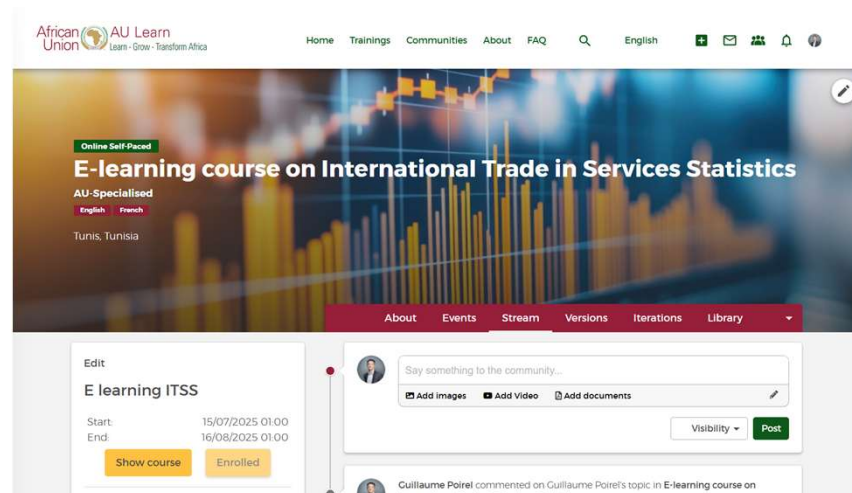 African Union
AU Learn
Learn - Grow - Transform Africa
Home Trainings Communities About FAQ English
Online Self-Paced
E-learning course on International Trade in Services Statistics
AU-Specialised
English French
Tunis, Tunisia
About Events Stream Versions Iterations Library
Edit
E learning ITSS
Start: 15/07/2025 01:00
End: 16/08/2025 01:00
Show course Enrolled
Say something to the community...
Add images Add Video Add documents
Visibility Post
Guillaume Poirel commented on Guillaume Poirel's topic in E-learning course on